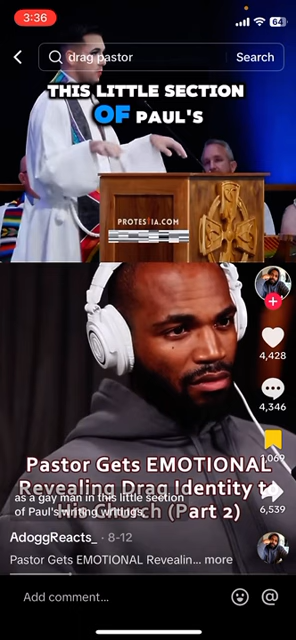 3:36
64
drag pastor
Search
THIS LITTLE SECTION
OF PAUL'S
PROTESTIA.COM
4,428
4,346
1,069
6,539
Pastor Gets EMOTIONAL
Revealing Drag Identity to
His Church (Part 2)
as a gay man in this little section
of Paul's writing writings,
AdoggReacts_ · 8-12
Pastor Gets EMOTIONAL Revealin... more
Add comment...